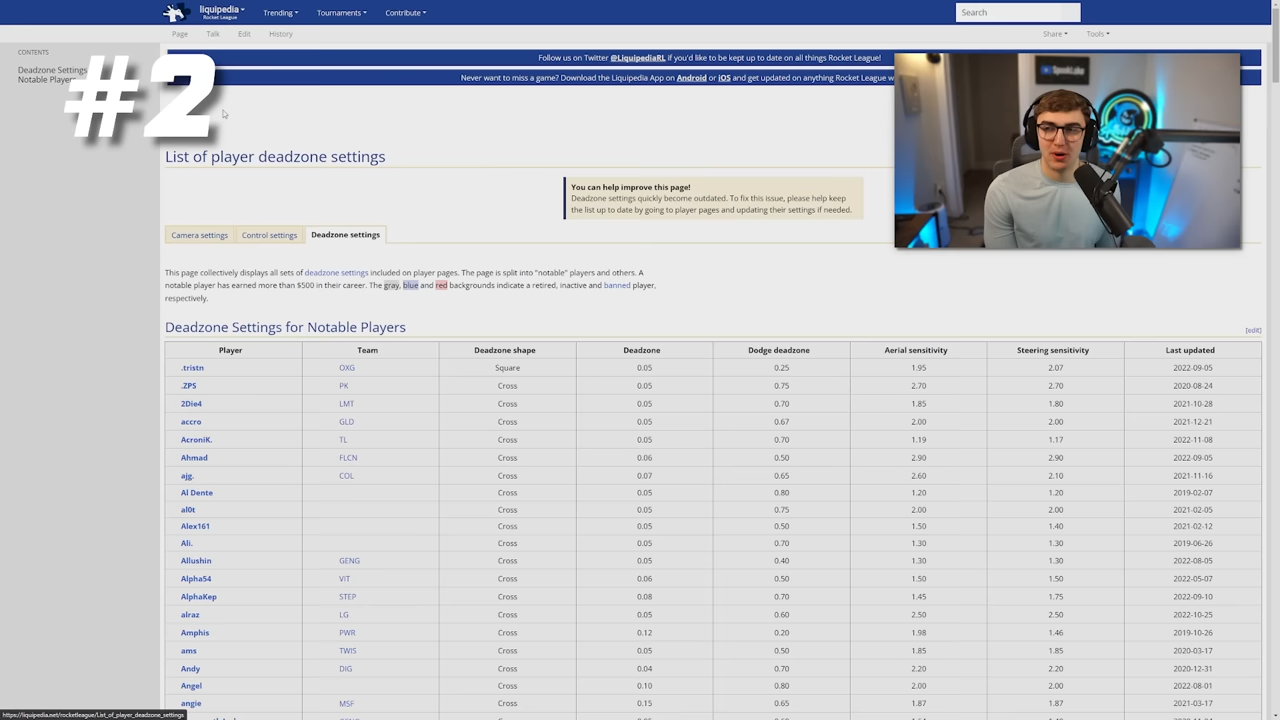 liquipedia
Rocket League
Trending
Tournaments
Contribute
Search
Page
Talk
Edit
History
Share
Tools
CONTENTS
Deadzone Settings
Notable Players
#2
Follow us on Twitter @LiquipediaRL if you'd like to be kept up to date on all things Rocket League!
Never want to miss a game? Download the Liquipedia App on Android or iOS and get updated on anything Rocket League
List of player deadzone settings
You can help improve this page!
Deadzone settings quickly become outdated. To fix this issue, please help keep
the list up to date by going to player pages and updating their settings if needed.
Camera settings
Control settings
Deadzone settings
This page collectively displays all sets of deadzone settings included on player pages. The page is split into "notable" players and others. A
notable player has earned more than $500 in their career. The gray, blue and red backgrounds indicate a retired, inactive and banned player,
respectively.
Deadzone Settings for Notable Players
[edit]
Player Team Deadzone shape Deadzone Dodge deadzone Aerial sensitivity Steering sensitivity Last updated
.tristn OXG Square 0.05 0.25 1.95 2.07 2022-09-05
.ZPS PK Cross 0.05 0.75 2.70 2.70 2020-08-24
2Die4 LMT Cross 0.05 0.70 1.85 1.80 2021-10-28
accro GLD Cross 0.05 0.67 2.00 2.00 2021-12-21
AcroniK. TL Cross 0.05 0.70 1.19 1.17 2022-11-08
Ahmad FLCN Cross 0.06 0.50 2.90 2.90 2022-09-05
ajg. COL Cross 0.07 0.65 2.60 2.10 2021-11-16
Al Dente Cross 0.05 0.80 1.20 1.20 2019-02-07
al0t Cross 0.05 0.75 2.00 2.00 2021-02-05
Alex161 Cross 0.05 0.50 1.50 1.40 2021-02-12
Ali. Cross 0.05 0.70 1.30 1.30 2019-06-26
Allushin GENG Cross 0.05 0.40 1.30 1.30 2022-08-05
Alpha54 VIT Cross 0.06 0.50 1.50 1.50 2022-05-07
AlphaKep STEP Cross 0.08 0.70 1.45 1.75 2022-09-10
alraz LG Cross 0.05 0.60 2.50 2.50 2022-10-25
Amphis PWR Cross 0.12 0.20 1.98 1.46 2019-10-26
ams TWIS Cross 0.05 0.50 1.85 1.85 2020-03-17
Andy DIG Cross 0.04 0.70 2.20 2.20 2020-12-31
Angel Cross 0.10 0.80 2.00 2.00 2022-08-01
angie MSF Cross 0.15 0.65 1.87 1.87 2021-03-17
https://liquipedia.net/rocketleague/List_of_player_deadzone_settings